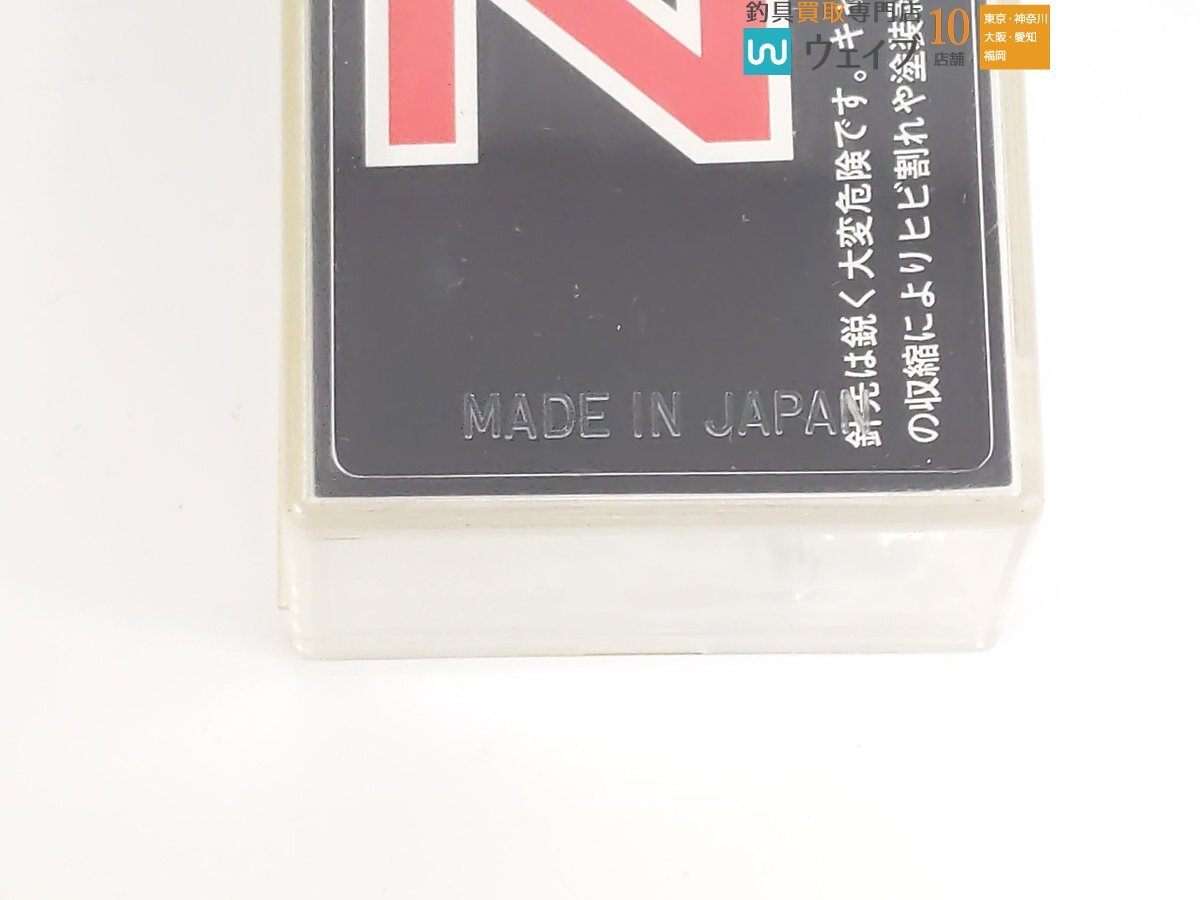 釣具買取専門店
ウェイブ
10
店舗
東京・神奈川
大阪・愛知
福岡
針先は鋭く大変危険です。キ
の収縮によりヒビ割れや塗装
MADE IN JAPAN